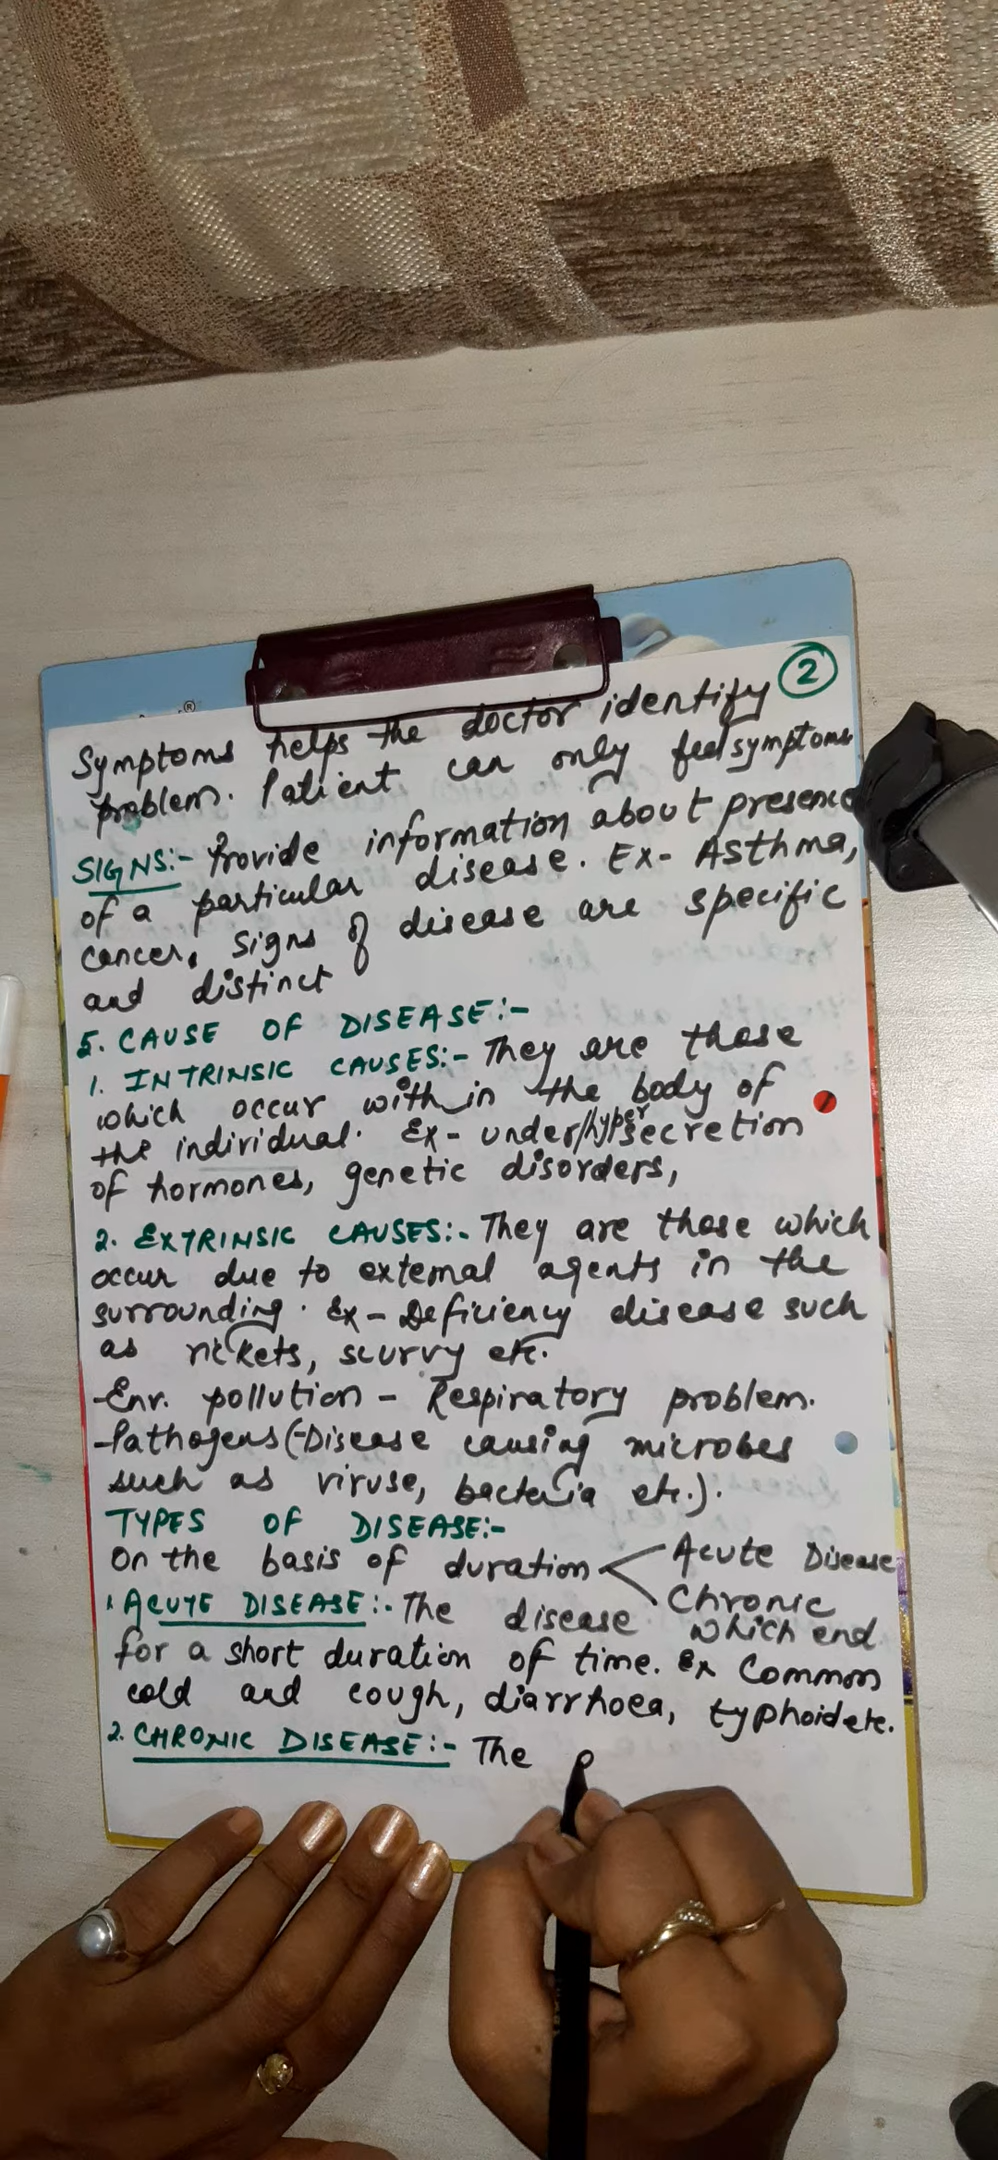 2
Symptoms helps the doctor identify
problem. Patient can only feel symptoms
SIGNS:- Provide information about presence
of a particular disease. Ex- Asthma,
cancer, Signs of disease are specific
and distinct
5. CAUSE OF DISEASE:-
1. INTRINSIC CAUSES:- They are those
which occur with in the body of
the individual. Ex- under/hyper secretion
of hormones, genetic disorders,
2. EXTRINSIC CAUSES:- They are those which
occur due to external agents in the
surrounding. Ex- Deficiency disease such
as rickets, scurvy etc.
-Env. pollution - Respiratory problem.
-Pathogens (-Disease causing microbes
such as viruse, bacteria etc.).
TYPES OF DISEASE:-
On the basis of duration < Acute Disease
Chronic
1. ACUTE DISEASE:- The disease which end
for a short duration of time. Ex Common
cold and cough, diarrhoea, typhoid etc.
2. CHRONIC DISEASE:- The